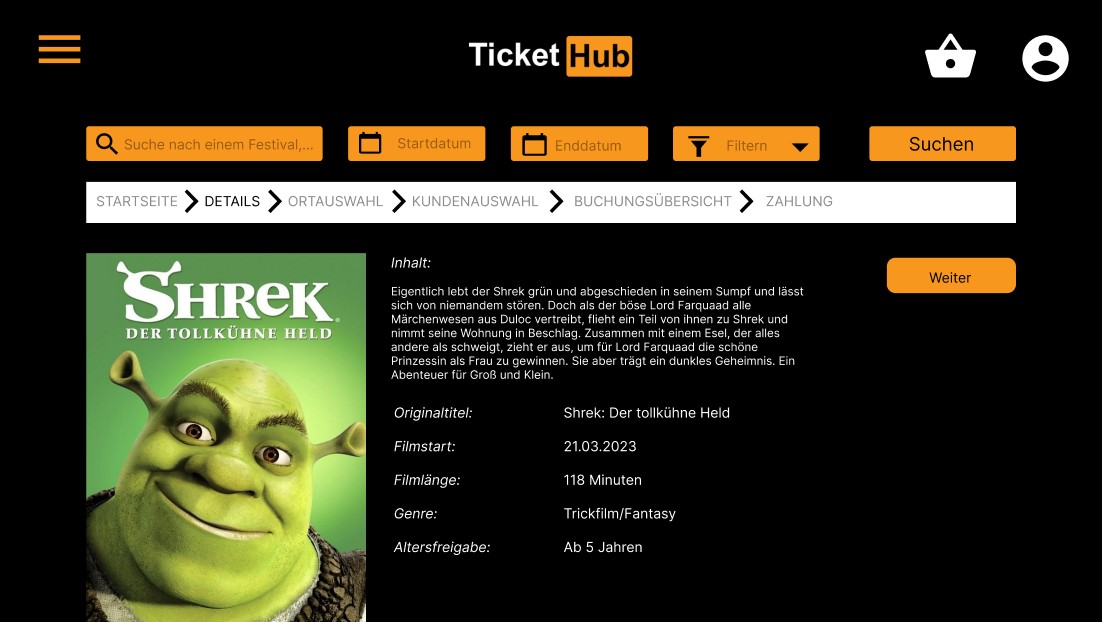 Ticket Hub
Suche nach einem Festival,...
Startdatum
Enddatum
Filtern
Suchen
STARTSEITE DETAILS ORTAUSWAHL KUNDENAUSWAHL BUCHUNGSÜBERSICHT ZAHLUNG
SHREK
DER TOLLKÜHNE HELD
Inhalt:
Eigentlich lebt der Shrek grün und abgeschieden in seinem Sumpf und lässt
sich von niemandem stören. Doch als der böse Lord Farquaad alle
Märchenwesen aus Duloc vertreibt, flieht ein Teil von ihnen zu Shrek und
nimmt seine Wohnung in Beschlag. Zusammen mit einem Esel, der alles
andere als schweigt, zieht er aus, um für Lord Farquaad die schöne
Prinzessin als Frau zu gewinnen. Sie aber trägt ein dunkles Geheimnis. Ein
Abenteuer für Groß und Klein.
Originaltitel: Shrek: Der tollkühne Held
Filmstart: 21.03.2023
Filmlänge: 118 Minuten
Genre: Trickfilm/Fantasy
Altersfreigabe: Ab 5 Jahren
Weiter